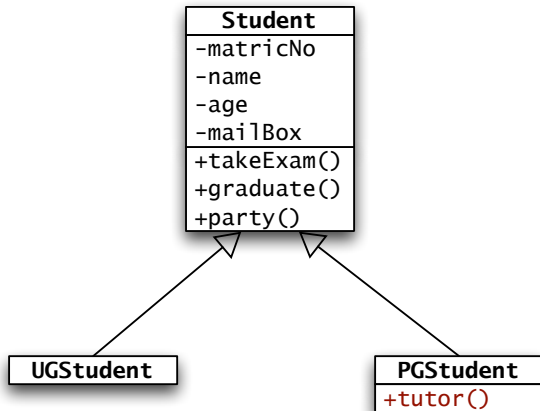 Student
-matricNo
-name
-age
-mailBox
+takeExam()
+graduate()
+party()
UGStudent
PGStudent
+tutor()